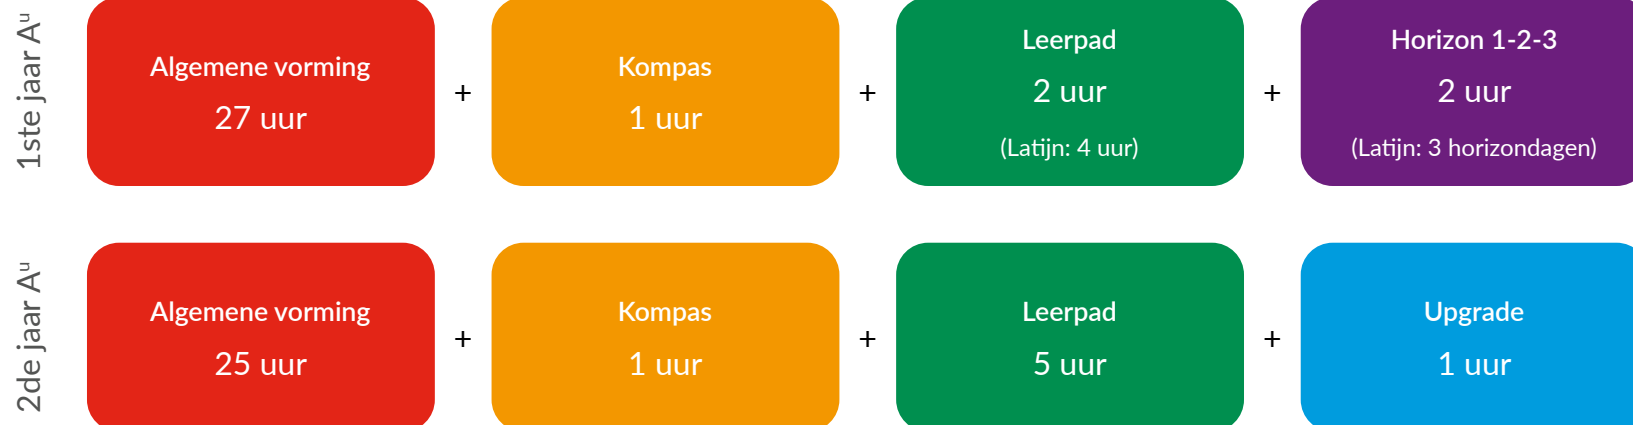 1ste jaar Aᵘ
Algemene vorming
27 uur
+
Kompas
1 uur
+
Leerpad
2 uur
(Latijn: 4 uur)
+
Horizon 1-2-3
2 uur
(Latijn: 3 horizondagen)
2de jaar Aᵘ
Algemene vorming
25 uur
+
Kompas
1 uur
+
Leerpad
5 uur
+
Upgrade
1 uur